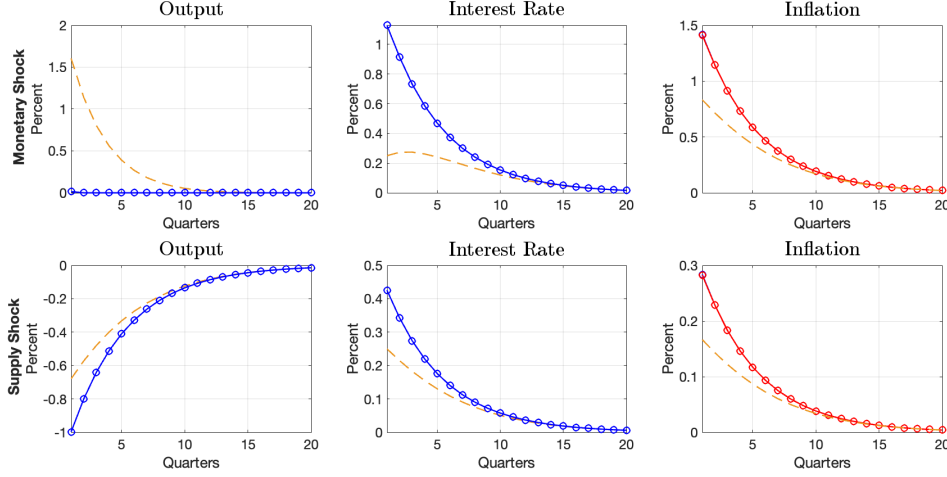 Output
Interest Rate
Inflation
Monetary Shock
Percent
2
1.5
1
0.5
0
5
10
15
20
Quarters
Percent
1
0.8
0.6
0.4
0.2
0
5
10
15
20
Quarters
Percent
1.5
1
0.5
0
5
10
15
20
Quarters
Output
Interest Rate
Inflation
Supply Shock
Percent
0
-0.2
-0.4
-0.6
-0.8
-1
5
10
15
20
Quarters
Percent
0.5
0.4
0.3
0.2
0.1
0
5
10
15
20
Quarters
Percent
0.3
0.2
0.1
0
5
10
15
20
Quarters